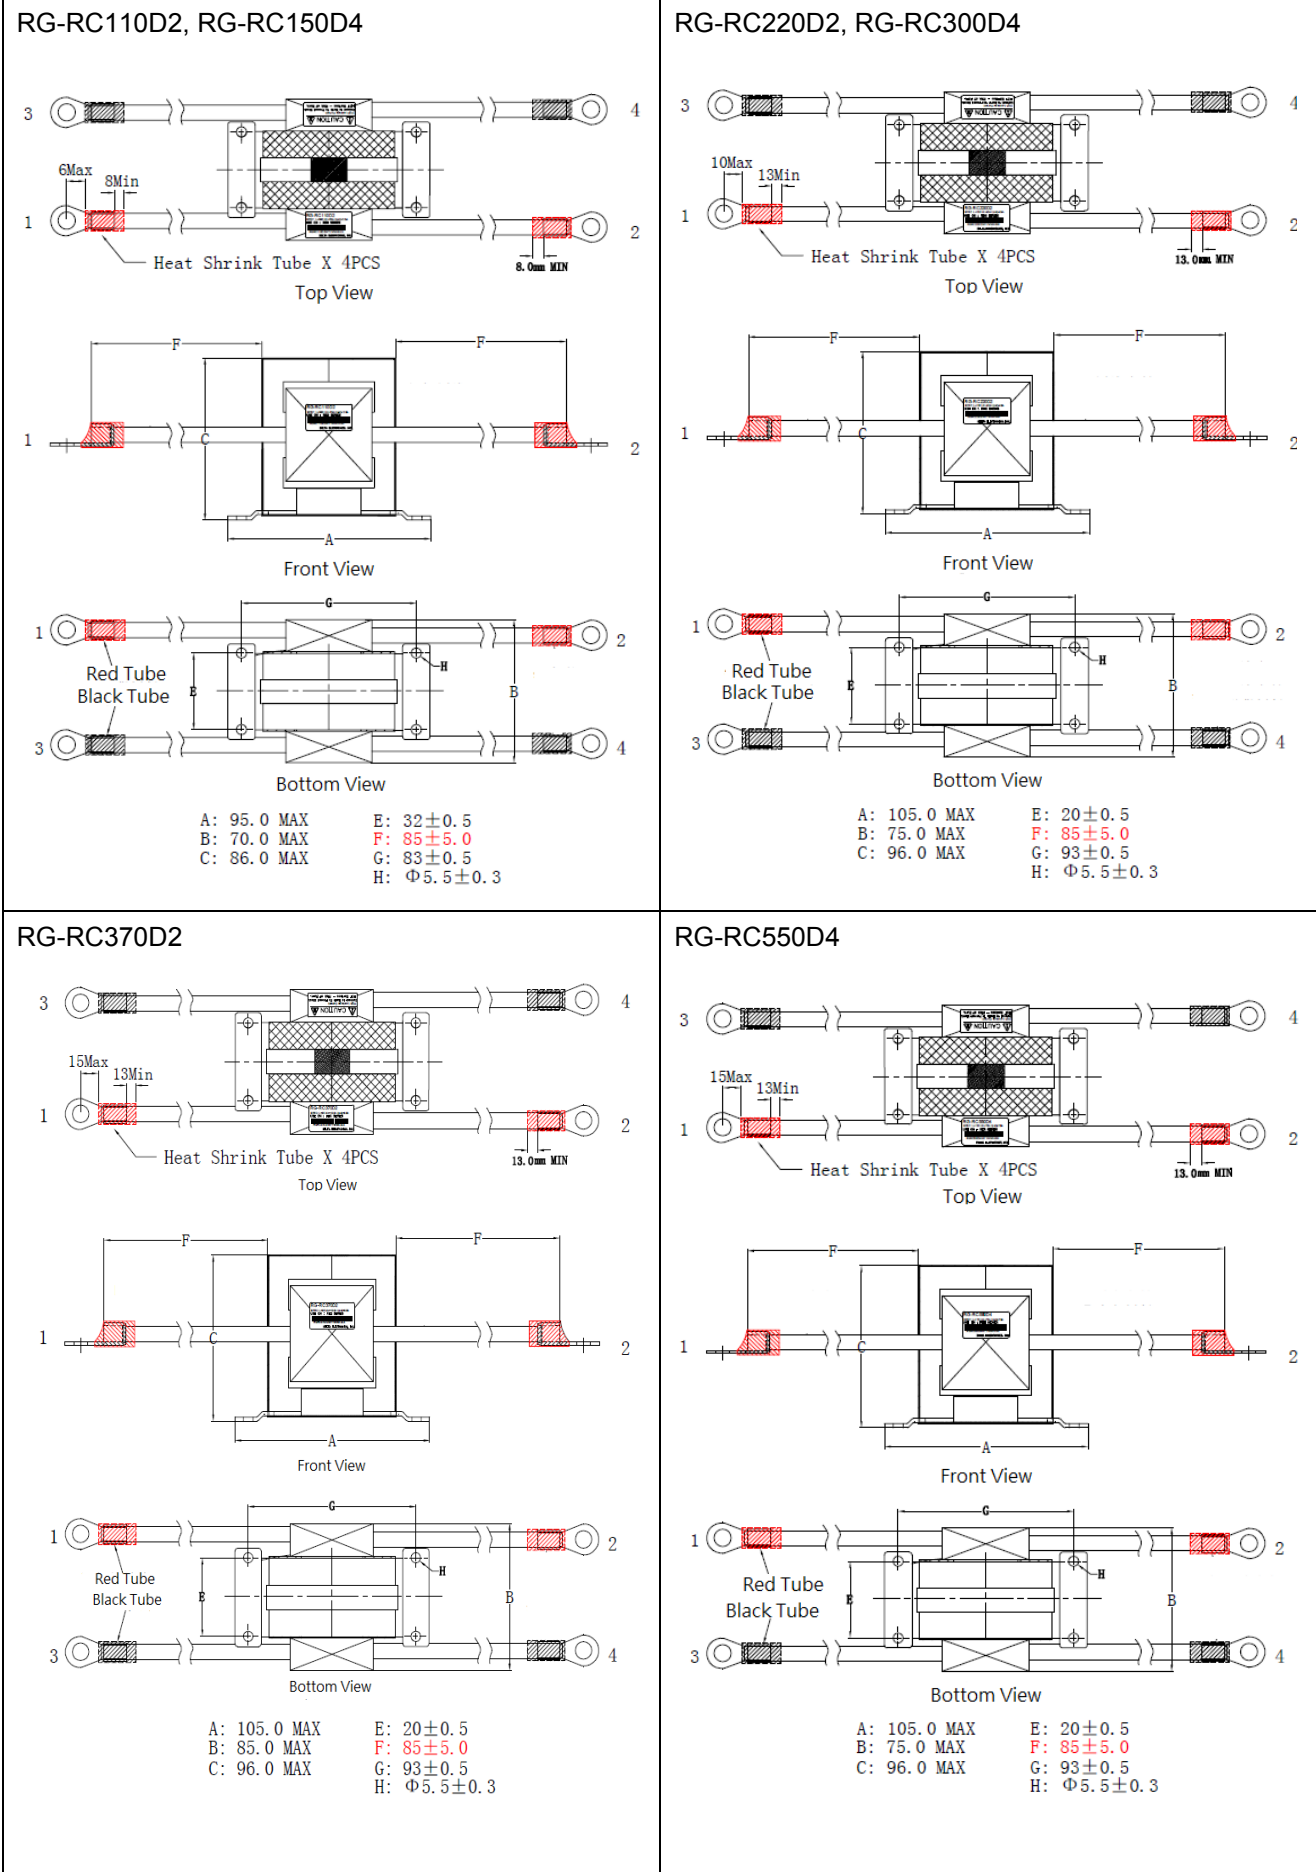 RG-RC110D2, RG-RC150D4
3
4
CAUTION
6Max
8Min
1
2
RG-RC110D2
Heat Shrink Tube X 4PCS
8.0mm MIN
Top View
F
F
1
C
2
A
Front View
G
1
2
H
Red Tube
Black Tube
E
B
3
4
Bottom View
A: 95.0 MAX
E: 32±0.5
B: 70.0 MAX
F: 85±5.0
C: 86.0 MAX
G: 83±0.5
H: Φ5.5±0.3
RG-RC220D2, RG-RC300D4
3
4
CAUTION
10Max
13Min
1
2
Heat Shrink Tube X 4PCS
13.0mm MIN
Top View
F
F
1
C
2
A
Front View
G
1
2
H
Red Tube
Black Tube
E
B
3
4
Bottom View
A: 105.0 MAX
E: 20±0.5
B: 75.0 MAX
F: 85±5.0
C: 96.0 MAX
G: 93±0.5
H: Φ5.5±0.3
RG-RC370D2
3
4
CAUTION
15Max
13Min
1
2
RG-RC370D2
Heat Shrink Tube X 4PCS
13.0mm MIN
Top View
F
F
1
C
2
RG-RC370D2
A
Front View
G
1
2
H
Red Tube
Black Tube
E
B
3
4
Bottom View
A: 105.0 MAX
E: 20±0.5
B: 85.0 MAX
F: 85±5.0
C: 96.0 MAX
G: 93±0.5
H: Φ5.5±0.3
RG-RC550D4
3
4
CAUTION
15Max
13Min
1
2
Heat Shrink Tube X 4PCS
13.0mm MIN
Top View
F
F
1
C
2
A
Front View
G
1
2
H
Red Tube
Black Tube
E
B
3
4
Bottom View
A: 105.0 MAX
E: 20±0.5
B: 75.0 MAX
F: 85±5.0
C: 96.0 MAX
G: 93±0.5
H: Φ5.5±0.3